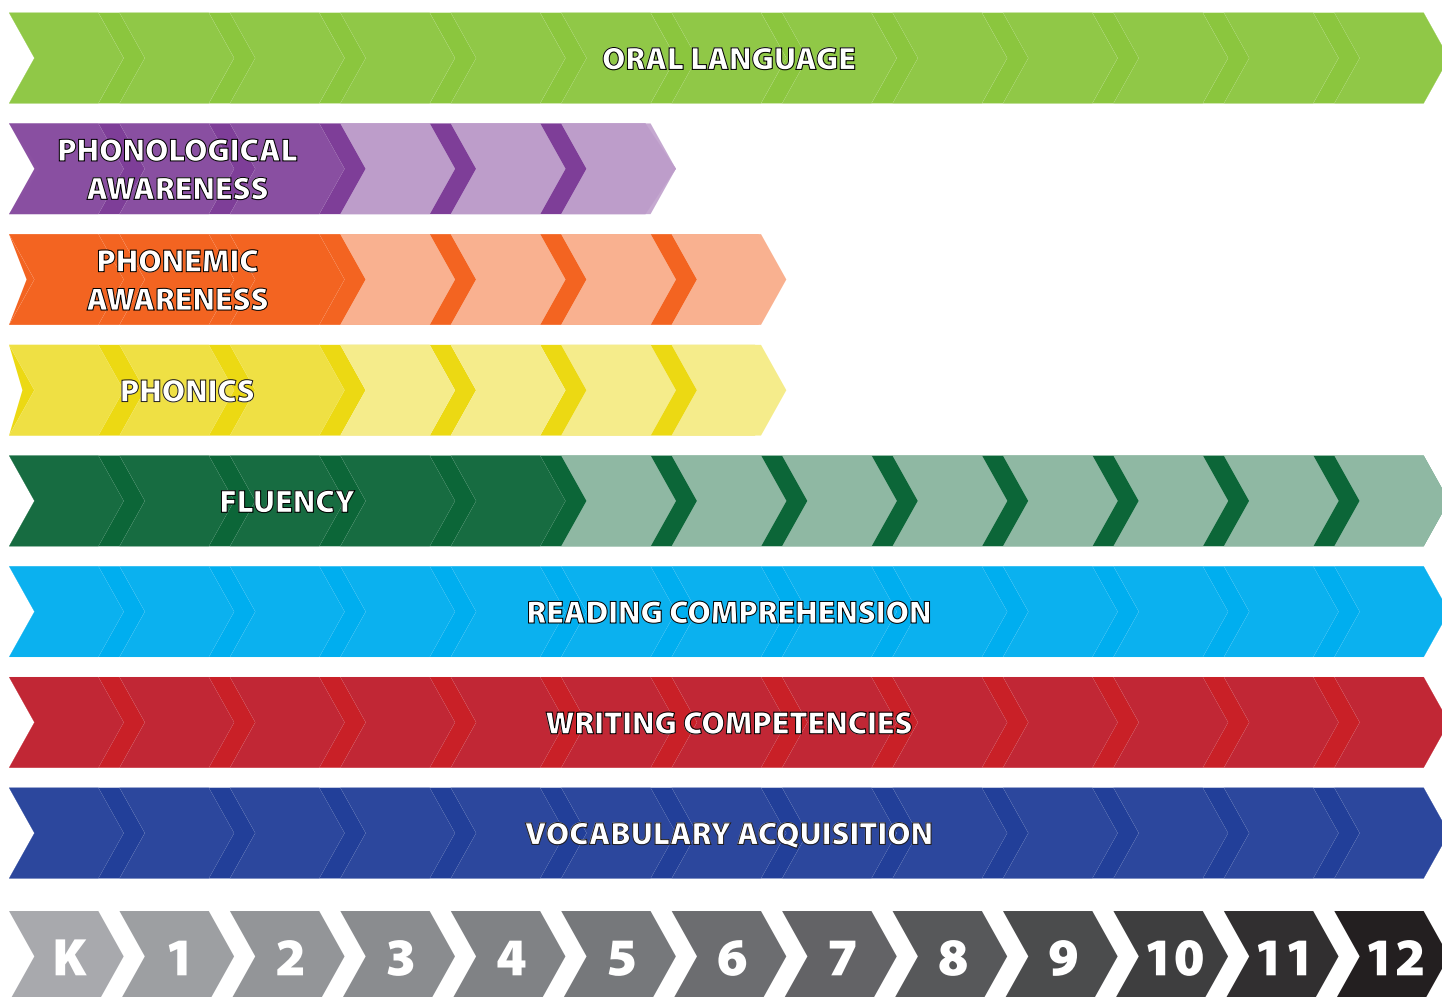 ORAL LANGUAGE
PHONOLOGICAL
AWARENESS
PHONEMIC
AWARENESS
PHONICS
FLUENCY
READING COMPREHENSION
WRITING COMPETENCIES
VOCABULARY ACQUISITION
K 1 2 3 4 5 6 7 8 9 10 11 12